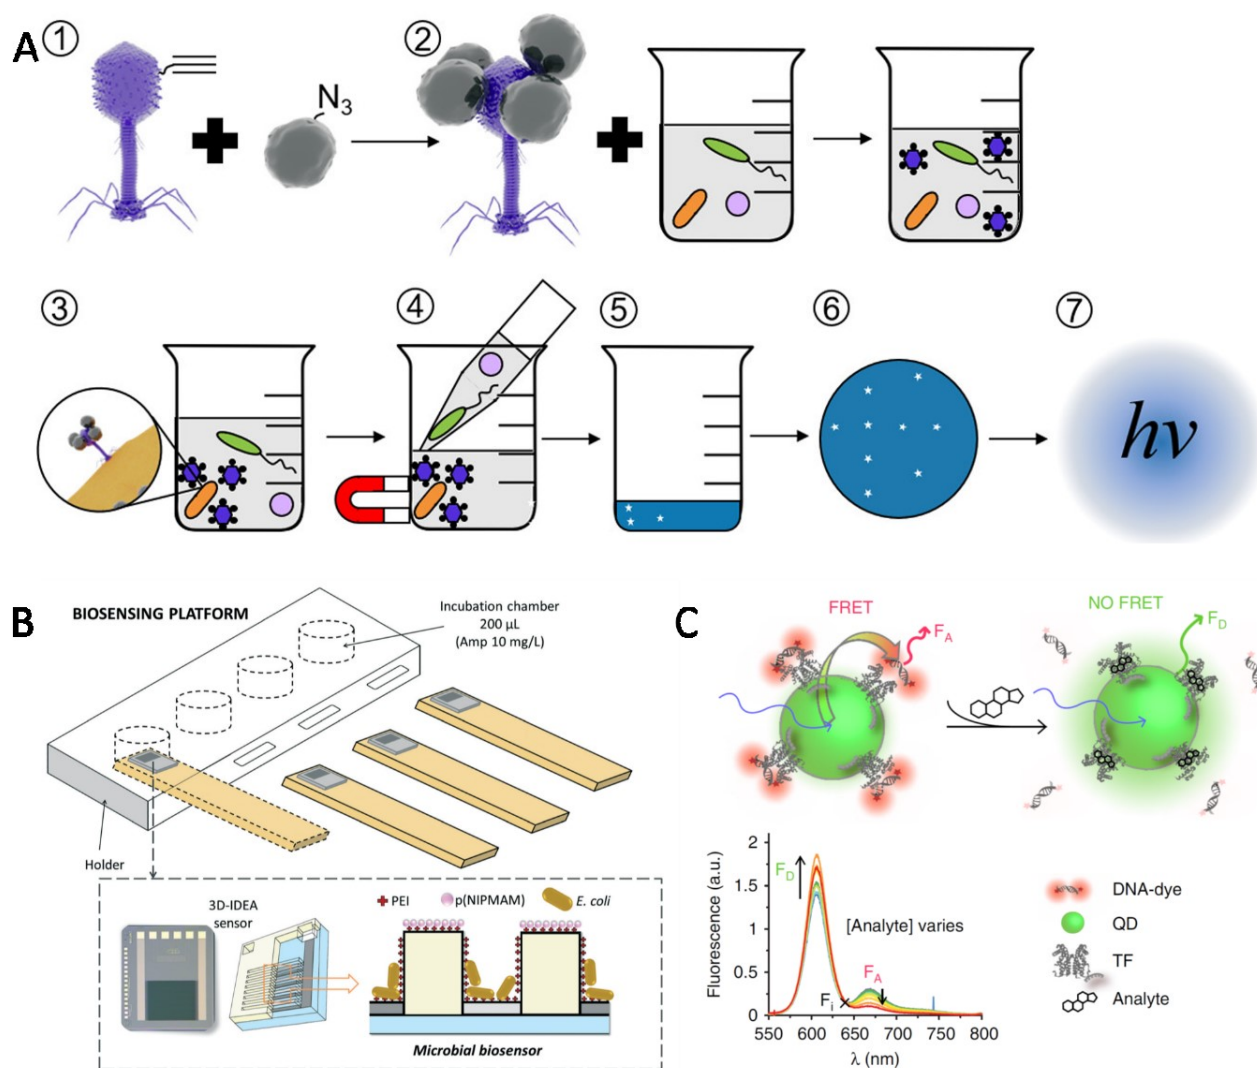 A
①
②
N3
③
④
⑤
⑥
⑦
hν
B
BIOSENSING PLATFORM
Incubation chamber
200 µL
(Amp 10 mg/L)
Holder
3D-IDEA
sensor
PEI
p(NIPMAM)
E. coli
Microbial biosensor
C
FRET
FA
NO FRET
FD
Fluorescence (a.u.)
2
1.5
1
0.5
0
FD
[Analyte] varies
FA
Fi
550
600
650
700
750
800
λ (nm)
DNA-dye
QD
TF
Analyte